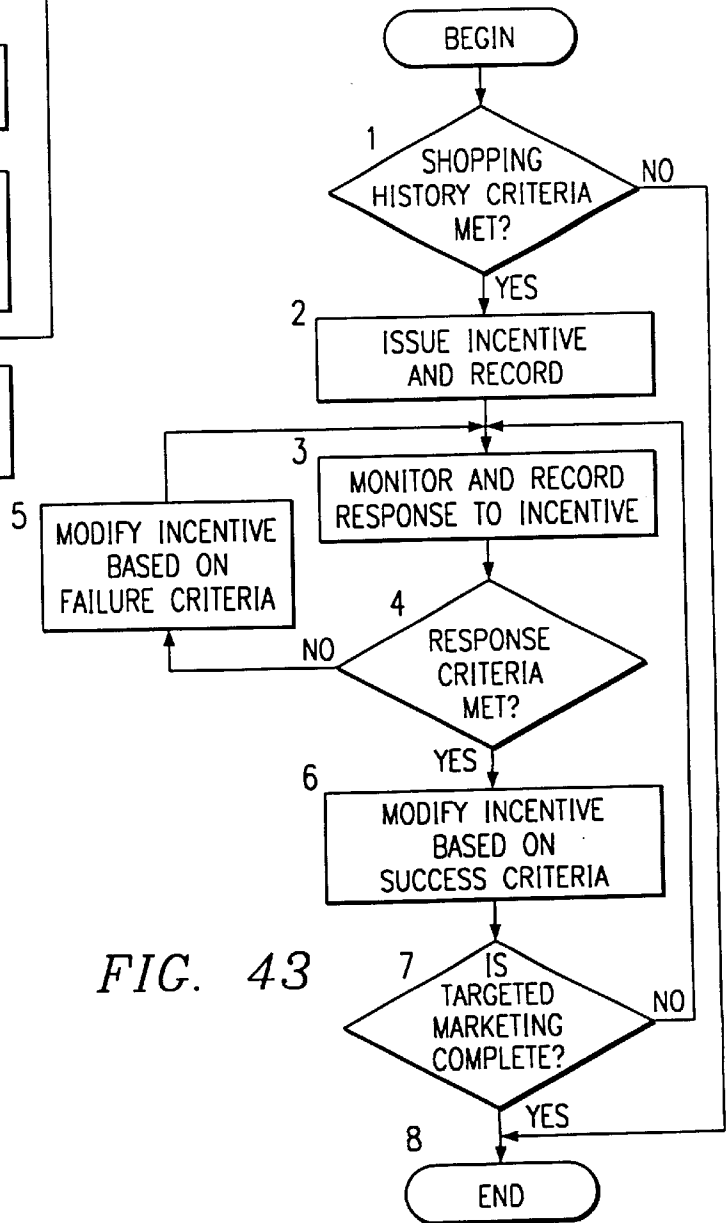 BEGIN
1
SHOPPING
HISTORY CRITERIA
MET?
NO
YES
2
ISSUE INCENTIVE
AND RECORD
3
MONITOR AND RECORD
RESPONSE TO INCENTIVE
5
MODIFY INCENTIVE
BASED ON
FAILURE CRITERIA
4
RESPONSE
CRITERIA
MET?
NO
YES
6
MODIFY INCENTIVE
BASED ON
SUCCESS CRITERIA
FIG. 43
7
IS
TARGETED
MARKETING
COMPLETE?
NO
YES
8
END